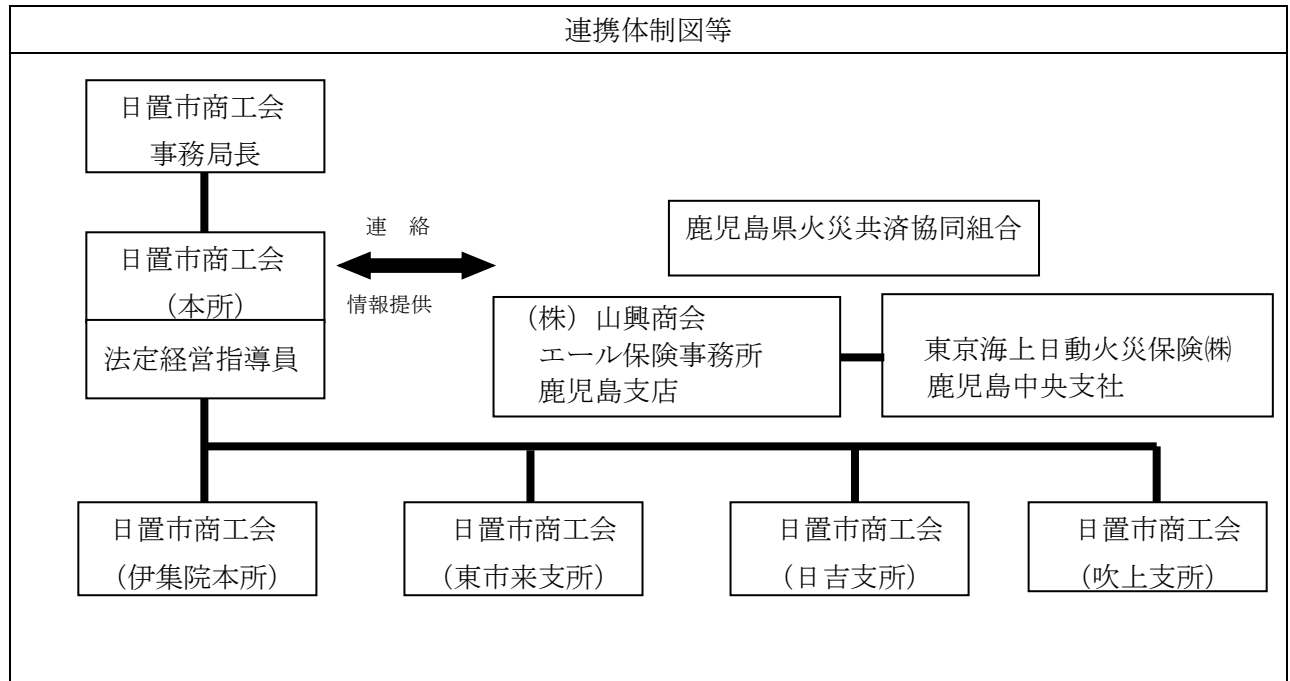 連携体制図等
日置市商工会
事務局長
連 絡
鹿児島県火災共済協同組合
日置市商工会
(本所)
情報提供
法定経営指導員
(株)山興商会
エール保険事務所
鹿児島支店
東京海上日動火災保険㈱
鹿児島中央支社
日置市商工会
(伊集院本所)
日置市商工会
(東市来支所)
日置市商工会
(日吉支所)
日置市商工会
(吹上支所)